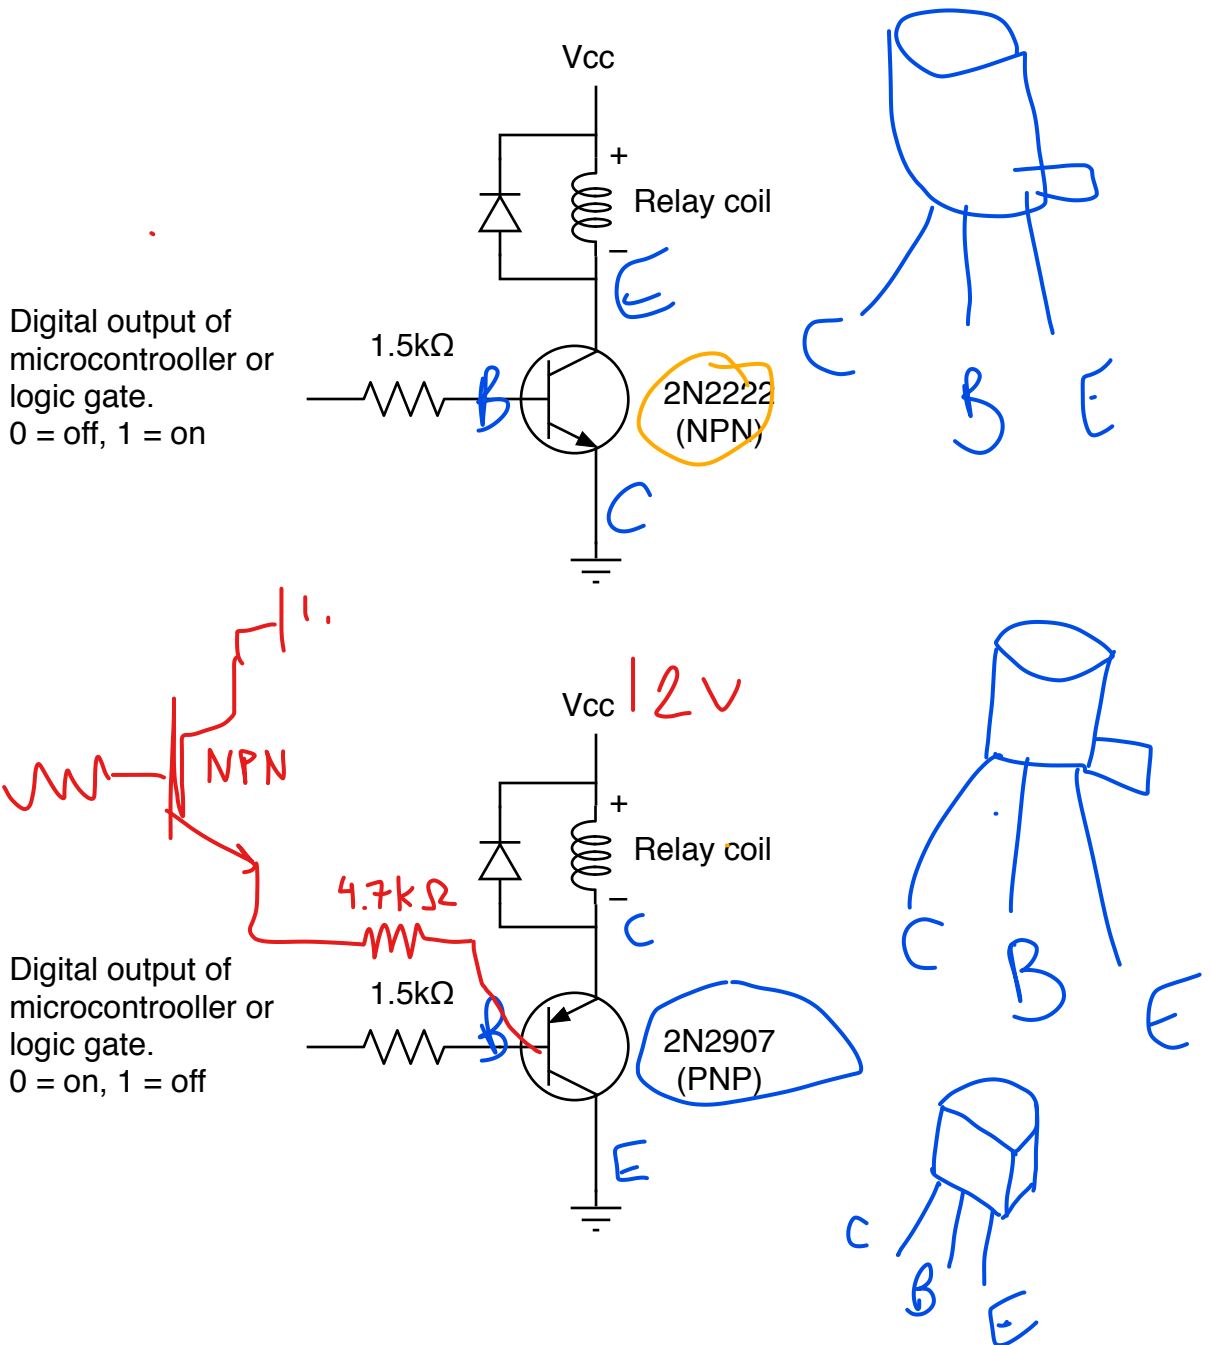 Vcc
+
Relay coil
–
E
Digital output of
microcontrooller or
logic gate.
0 = off, 1 = on
1.5kΩ
B
2N2222
(NPN)
C
C
B
E
Vcc 12V
NPN
+
Relay coil
–
4.7kΩ
C
Digital output of
microcontrooller or
logic gate.
0 = on, 1 = off
1.5kΩ
B
2N2907
(PNP)
E
C
B
E
C
B
E